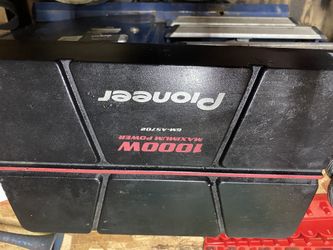 Pioneer
GM-A5702
1000W
MAXIMUM POWER